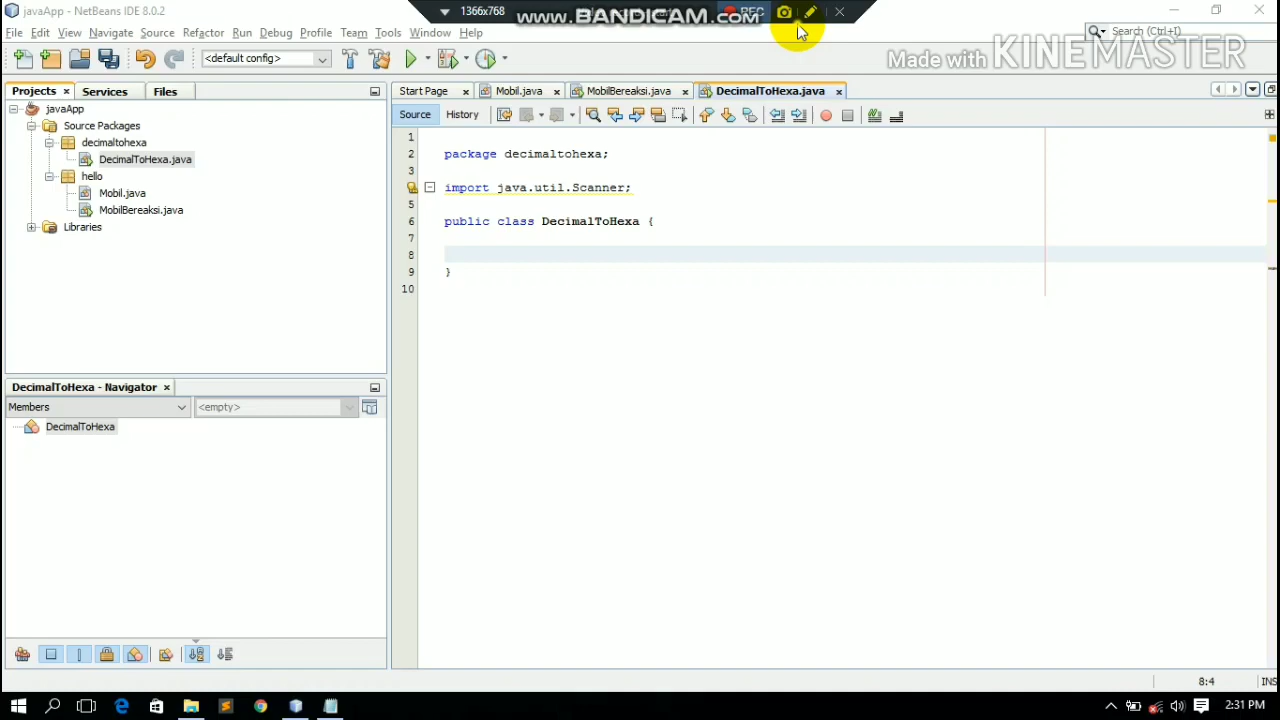 javaApp - NetBeans IDE 8.0.2
1366x768
REC
www.BANDICAM.com
File Edit View Navigate Source Refactor Run Debug Profile Team Tools Window Help
Search (Ctrl+I)
<default config>
Made with KINEMASTER
Projects Services Files
Start Page Mobil.java MobilBereaksi.java DecimalToHexa.java
Source History
javaApp
Source Packages
decimaltohexa
DecimalToHexa.java
hello
Mobil.java
MobilBereaksi.java
Libraries
1
2 package decimaltohexa;
3
import java.util.Scanner;
5
6 public class DecimalToHexa {
7
8
9 }
10
DecimalToHexa - Navigator
Members <empty>
DecimalToHexa
8:4 INS
2:31 PM